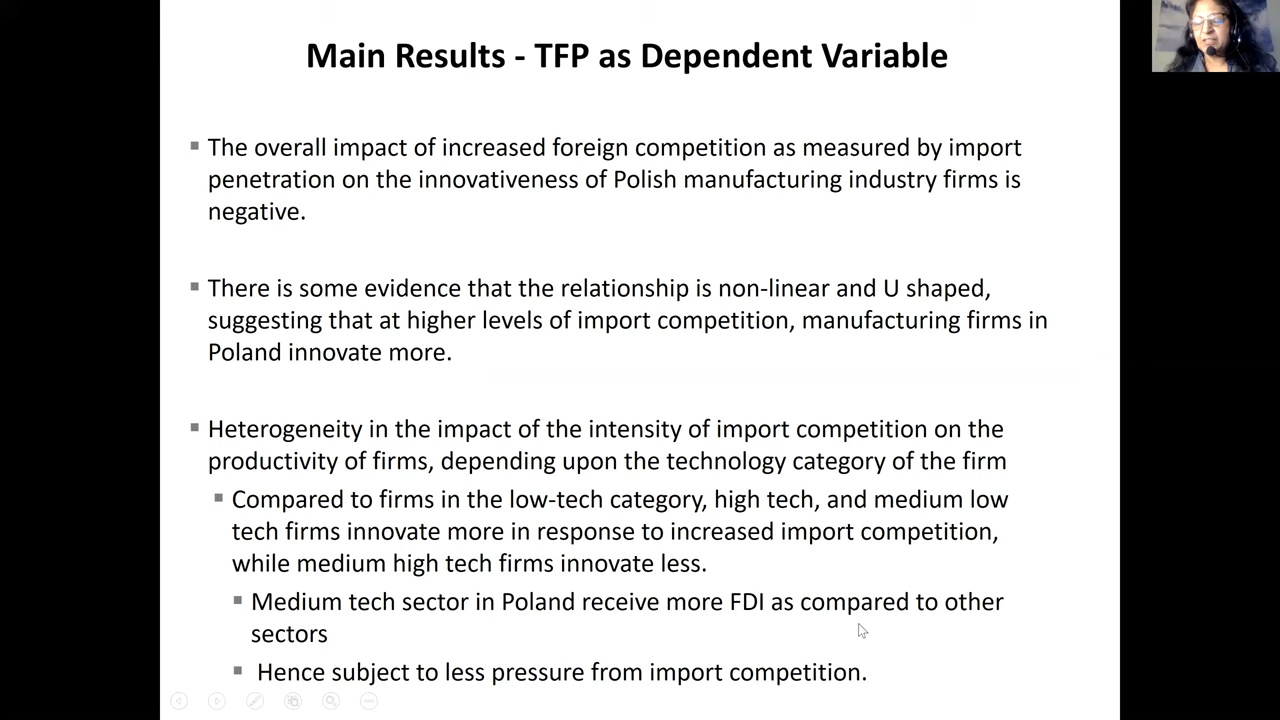 Main Results - TFP as Dependent Variable
▪ The overall impact of increased foreign competition as measured by import
penetration on the innovativeness of Polish manufacturing industry firms is
negative.
▪ There is some evidence that the relationship is non-linear and U shaped,
suggesting that at higher levels of import competition, manufacturing firms in
Poland innovate more.
▪ Heterogeneity in the impact of the intensity of import competition on the
productivity of firms, depending upon the technology category of the firm
▪ Compared to firms in the low-tech category, high tech, and medium low
tech firms innovate more in response to increased import competition,
while medium high tech firms innovate less.
▪ Medium tech sector in Poland receive more FDI as compared to other
sectors
▪ Hence subject to less pressure from import competition.